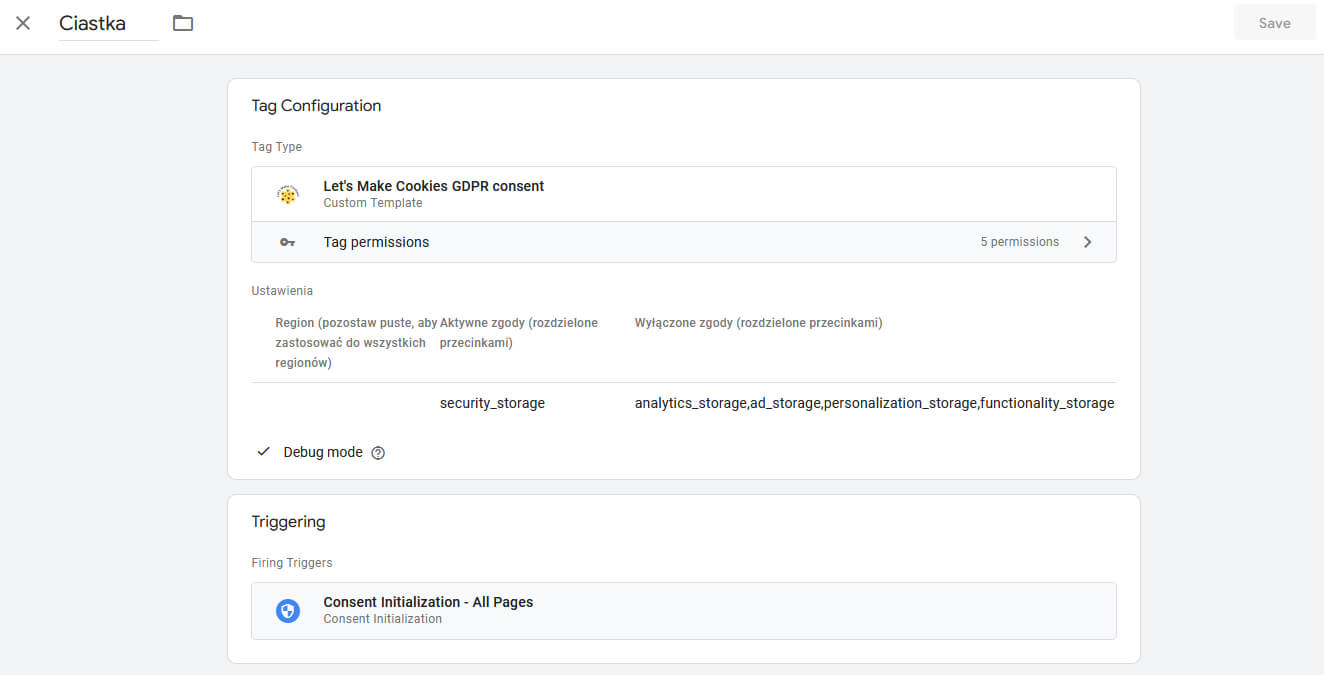 Ciastka
Save
Tag Configuration
Tag Type
Let's Make Cookies GDPR consent
Custom Template
Tag permissions
5 permissions
Ustawienia
Region (pozostaw puste, aby
zastosować do wszystkich
regionów)
Aktywne zgody (rozdzielone
przecinkami)
Wyłączone zgody (rozdzielone przecinkami)
security_storage
analytics_storage,ad_storage,personalization_storage,functionality_storage
Debug mode
Triggering
Firing Triggers
Consent Initialization - All Pages
Consent Initialization